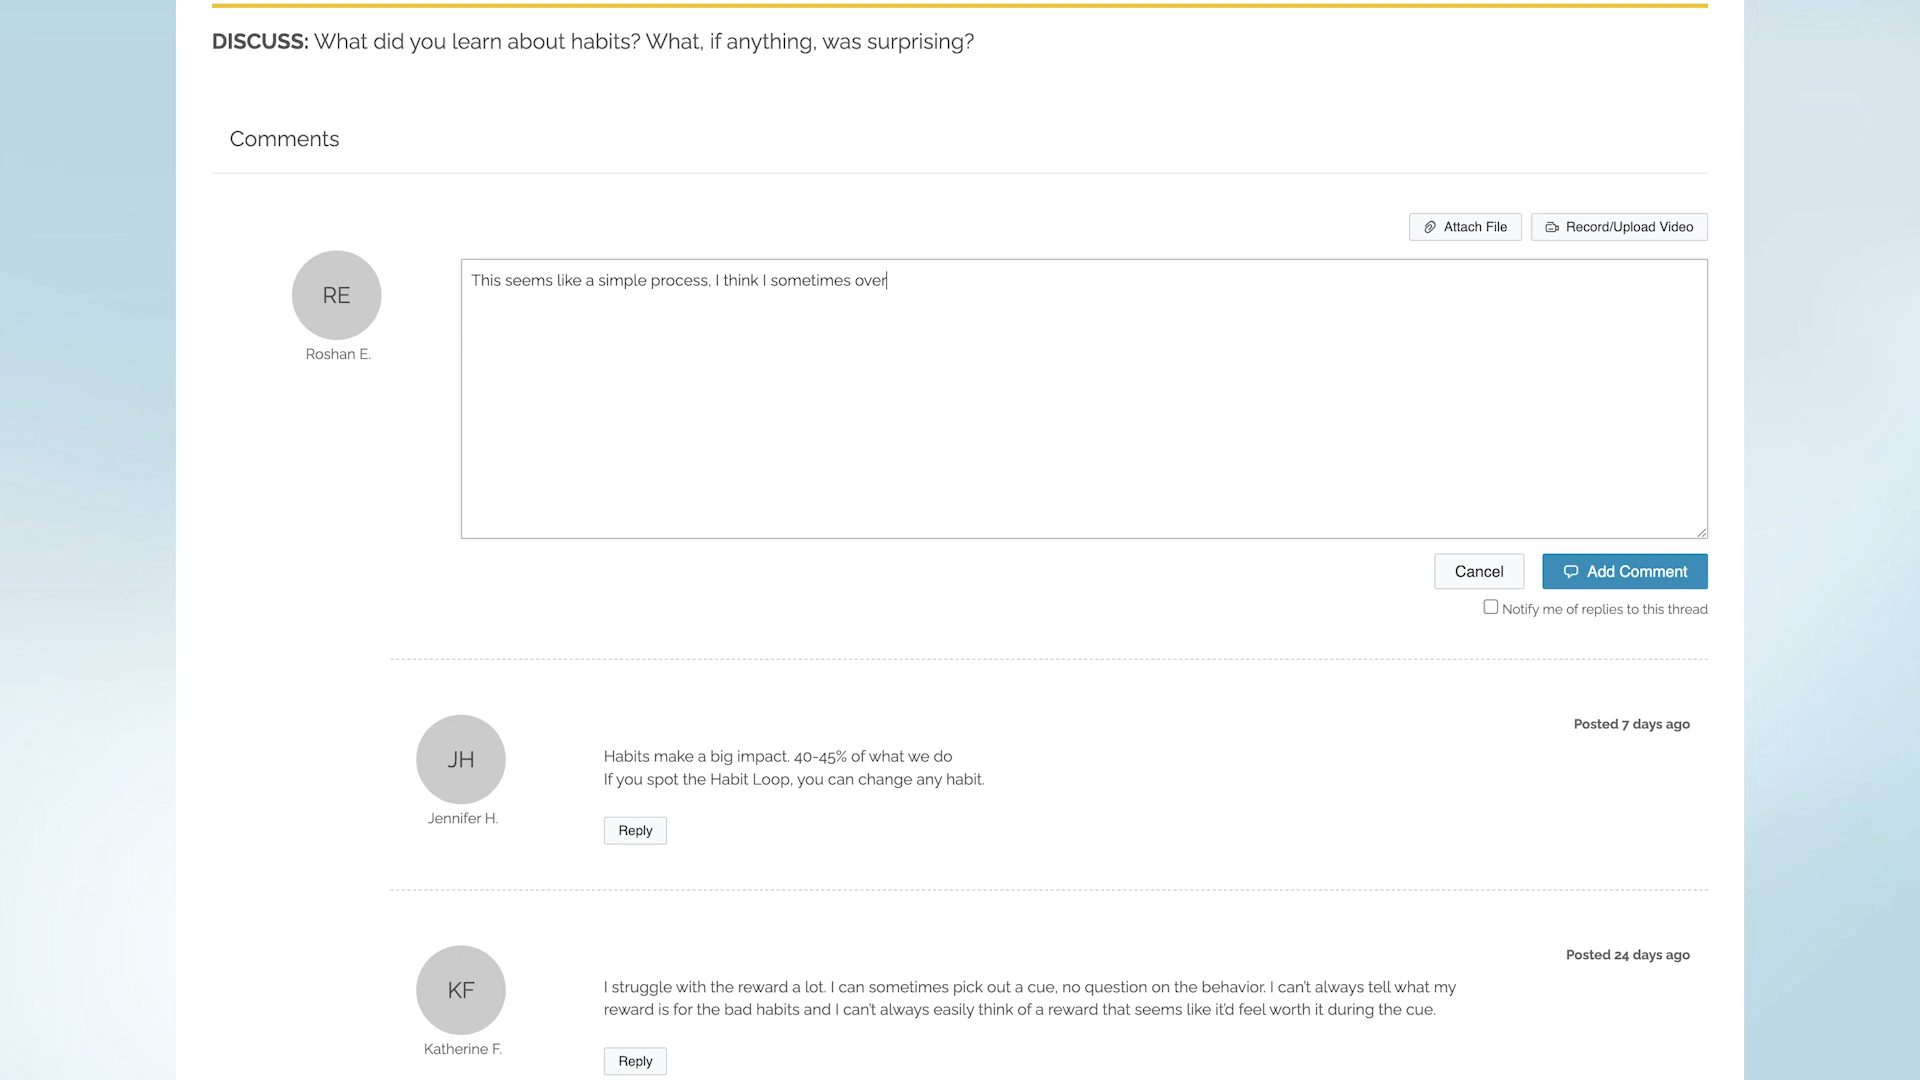 DISCUSS: What did you learn about habits? What, if anything, was surprising?
Comments
Attach File
Record/Upload Video
RE
Roshan E.
This seems like a simple process, I think I sometimes over
Cancel
Add Comment
Notify me of replies to this thread
Posted 7 days ago
JH
Jennifer H.
Habits make a big impact. 40-45% of what we do
If you spot the Habit Loop, you can change any habit.
Reply
Posted 24 days ago
KF
Katherine F.
I struggle with the reward a lot. I can sometimes pick out a cue, no question on the behavior. I can't always tell what my
reward is for the bad habits and I can't always easily think of a reward that seems like it'd feel worth it during the cue.
Reply